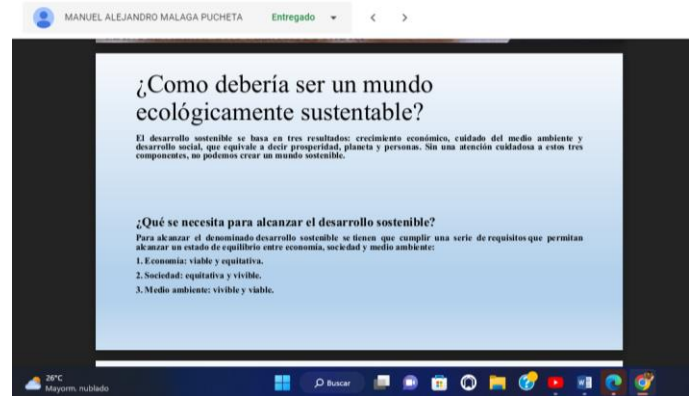 MANUEL ALEJANDRO MALAGA PUCHETA Entregado
¿Como debería ser un mundo
ecológicamente sustentable?
El desarrollo sostenible se basa en tres resultados: crecimiento económico, cuidado del medio ambiente y
desarrollo social, que equivale a decir prosperidad, planeta y personas. Sin una atención cuidadosa a estos tres
componentes, no podemos crear un mundo sostenible.
¿Qué se necesita para alcanzar el desarrollo sostenible?
Para alcanzar el denominado desarrollo sostenible se tienen que cumplir una serie de requisitos que permitan
alcanzar un estado de equilibrio entre economía, sociedad y medio ambiente:
1. Economía: viable y equitativa.
2. Sociedad: equitativa y vivible.
3. Medio ambiente: vivible y viable.
26°C
Mayorm. nublado
Buscar